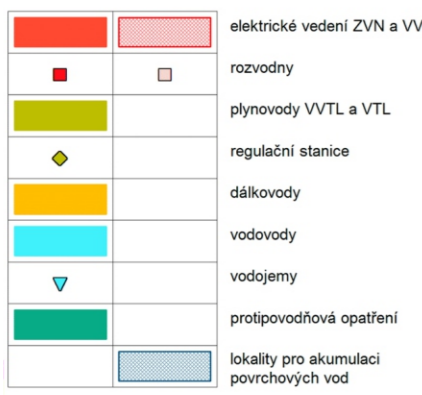 elektrické vedení ZVN a VV
rozvodny
plynovody VVTL a VTL
regulační stanice
dálkovody
vodovody
vodojemy
protipovodňová opatření
lokality pro akumulaci
povrchových vod